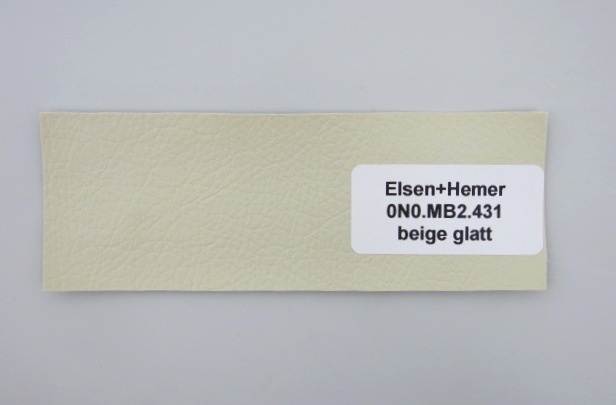 Elsen+Hemer
0N0.MB2.431
beige glatt